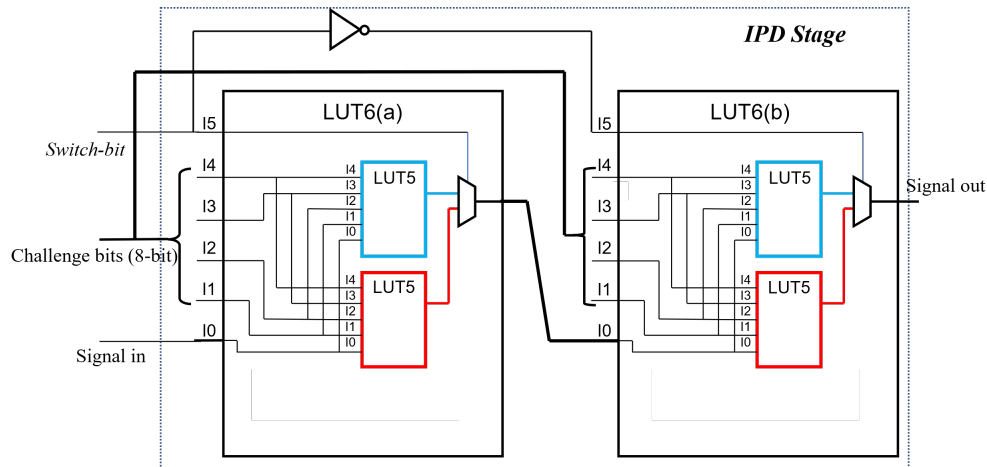 IPD Stage
LUT6(a)
LUT6(b)
I5
I5
Switch-bit
I4
I4
LUT5
I3
I2
I1
I0
I4
I4
LUT5
I3
I2
I1
I0
Signal out
I3
I3
I2
I2
Challenge bits (8-bit)
I1
I4
LUT5
I3
I2
I1
I0
I1
I4
LUT5
I3
I2
I1
I0
I0
I0
Signal in